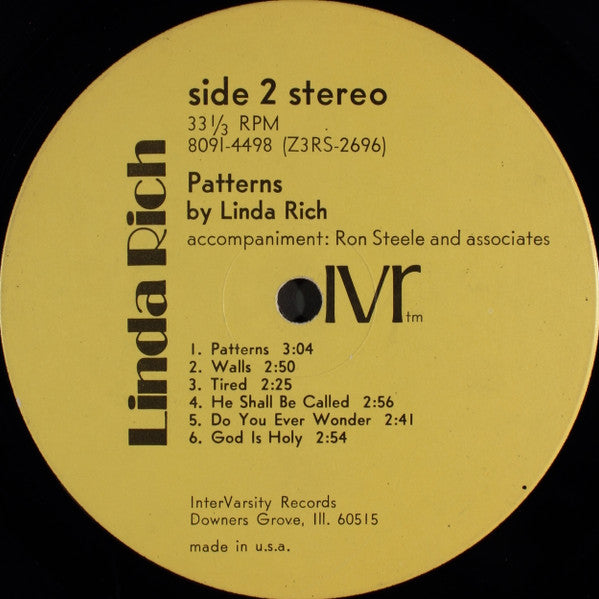 side 2 stereo
33 1/3 RPM
8091-4498 (Z3RS-2696)
Patterns
by Linda Rich
accompaniment: Ron Steele and associates
Linda Rich
ivr tm
1. Patterns 3:04
2. Walls 2:50
3. Tired 2:25
4. He Shall Be Called 2:56
5. Do You Ever Wonder 2:41
6. God Is Holy 2:54
InterVarsity Records
Downers Grove, Ill. 60515
made in u.s.a.